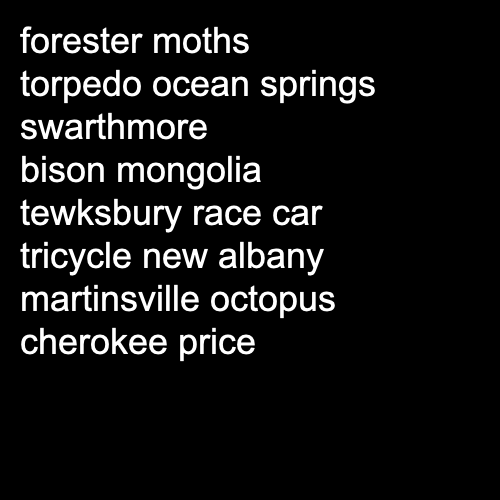 forester moths
torpedo ocean springs
swarthmore
bison mongolia
tewksbury race car
tricycle new albany
martinsville octopus
cherokee price